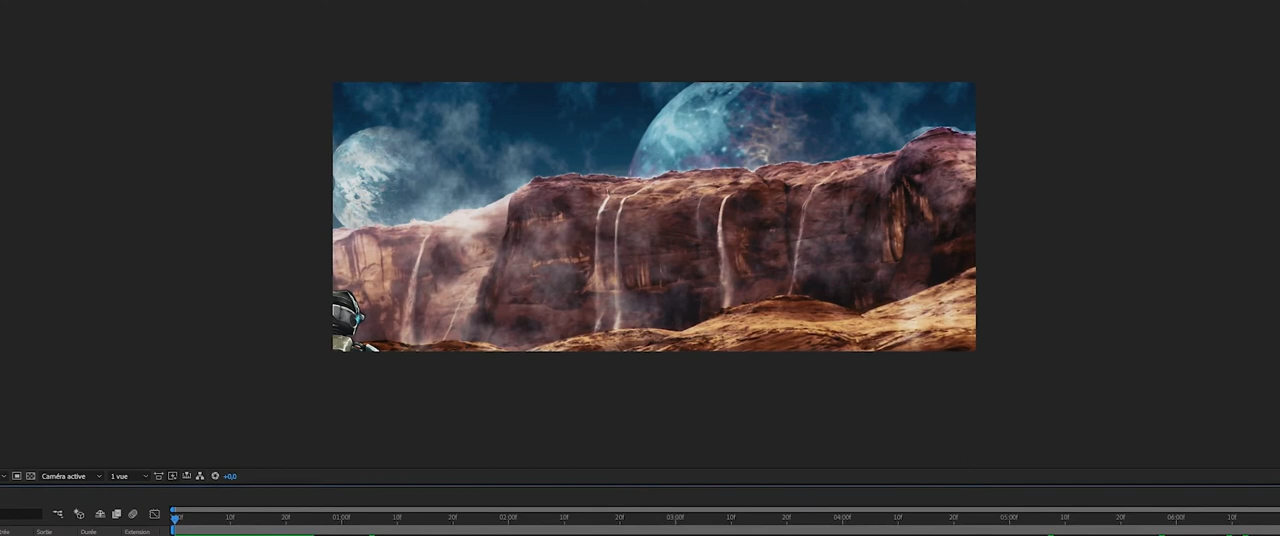 Caméra active 1 vue +0,0
10f 20f 01:00f 10f 20f 02:00f 10f 20f 03:00f 10f 20f 04:00f 10f 20f 05:00f 10f 20f 06:00f 10f
Sortie Durée Extension